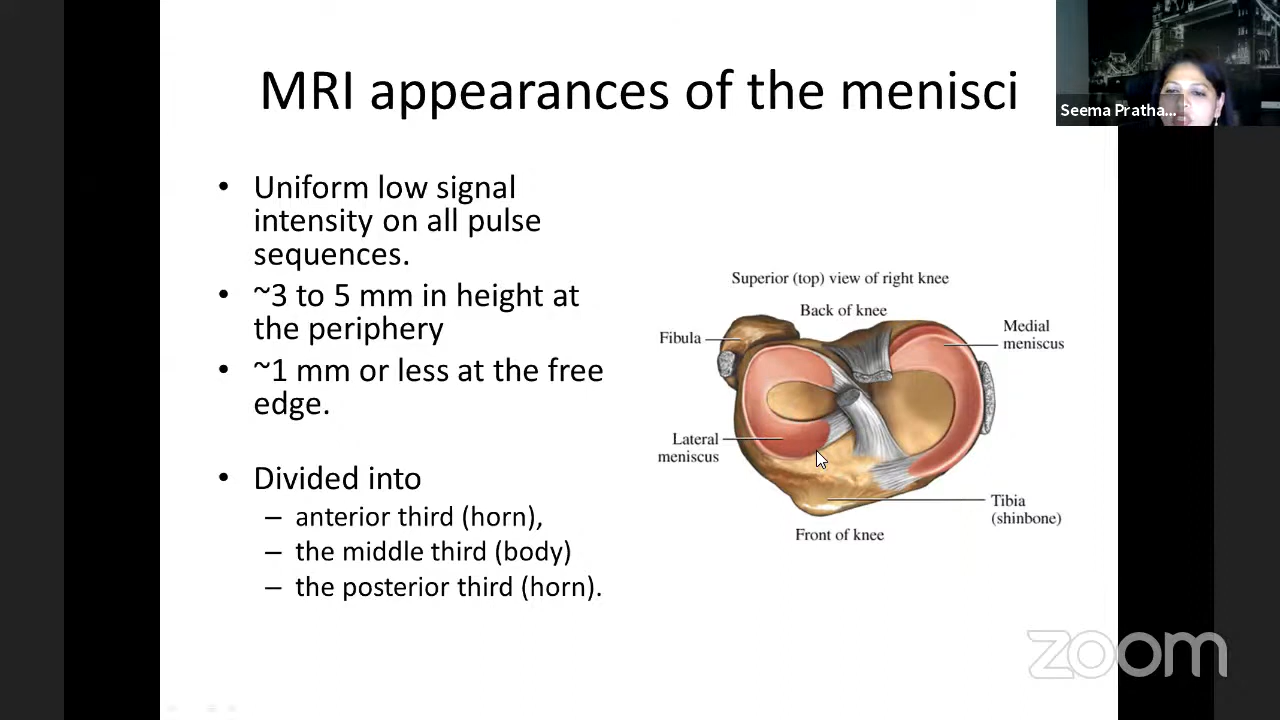 MRI appearances of the menisci
Seema Pratha...
• Uniform low signal
intensity on all pulse
sequences.
• ~3 to 5 mm in height at
the periphery
• ~1 mm or less at the free
edge.
• Divided into
– anterior third (horn),
– the middle third (body)
– the posterior third (horn).
Superior (top) view of right knee
Back of knee
Fibula
Medial
meniscus
Lateral
meniscus
Tibia
(shinbone)
Front of knee
zoom